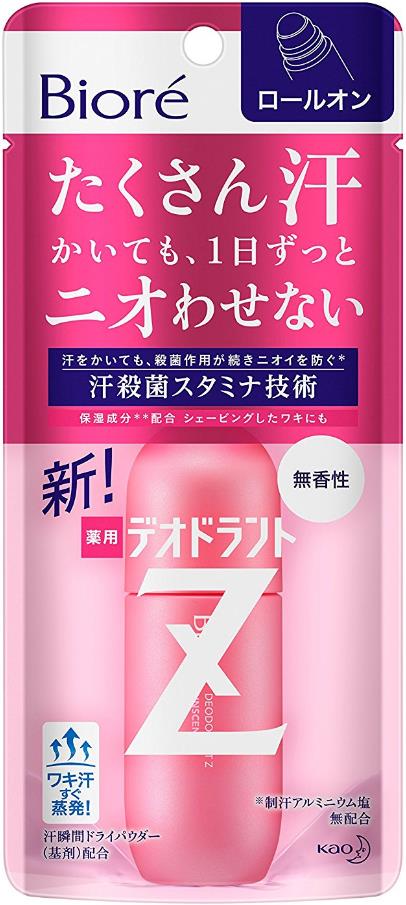 Bioré
ロールオン
たくさん汗
かいても、1日ずっと
ニオわせない
汗をかいても、殺菌作用が続きニオイを防ぐ*
汗殺菌スタミナ技術
保湿成分**配合 シェービングしたワキにも
新!
無香性
薬用
デオドラント
Z
DEODO
T Z
ワキ汗
すぐ
蒸発!
汗瞬間ドライパウダー
(基剤)配合
※制汗アルミニウム塩
無配合
Kao